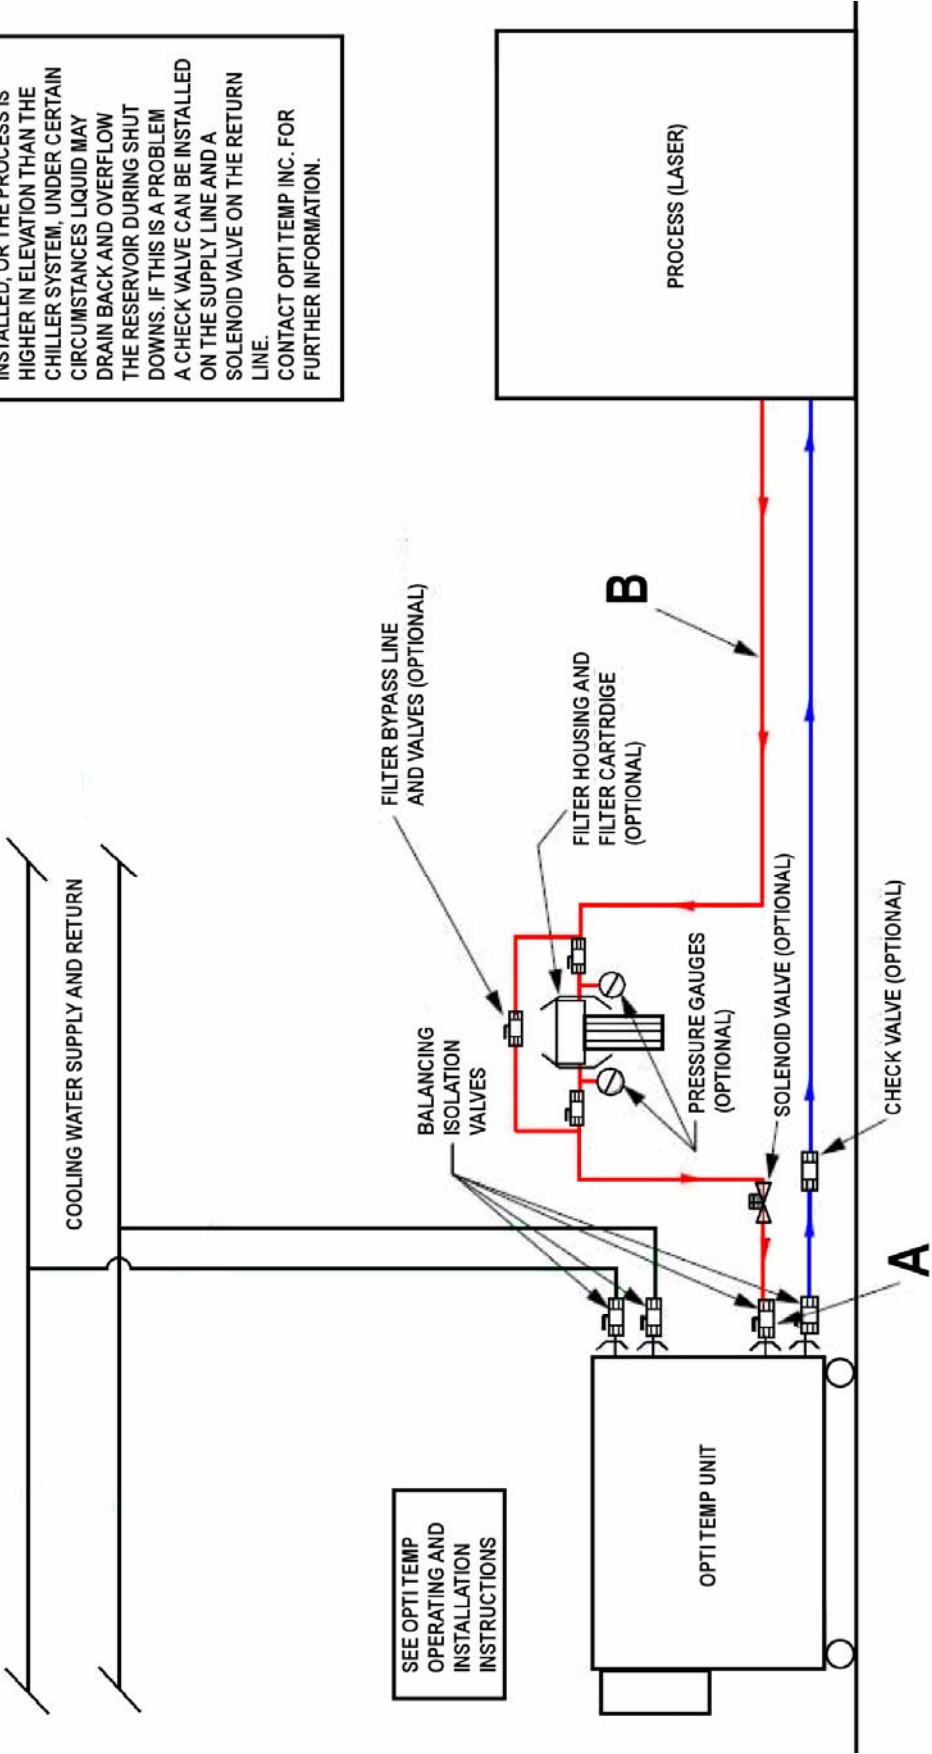 INSTALLED, OR THE PROCESS IS
HIGHER IN ELEVATION THAN THE
CHILLER SYSTEM, UNDER CERTAIN
CIRCUMSTANCES LIQUID MAY
DRAIN BACK AND OVERFLOW
THE RESERVOIR DURING SHUT
DOWNS. IF THIS IS A PROBLEM
A CHECK VALVE CAN BE INSTALLED
ON THE SUPPLY LINE AND A
SOLENOID VALVE ON THE RETURN
LINE.
CONTACT OPTI TEMP INC. FOR
FURTHER INFORMATION.
COOLING WATER SUPPLY AND RETURN
FILTER BYPASS LINE
AND VALVES (OPTIONAL)
BALANCING
ISOLATION
VALVES
FILTER HOUSING AND
FILTER CARTRDIGE
(OPTIONAL)
B
PROCESS (LASER)
SEE OPTI TEMP
OPERATING AND
INSTALLATION
INSTRUCTIONS
PRESSURE GAUGES
(OPTIONAL)
OPTI TEMP UNIT
SOLENOID VALVE (OPTIONAL)
CHECK VALVE (OPTIONAL)
A